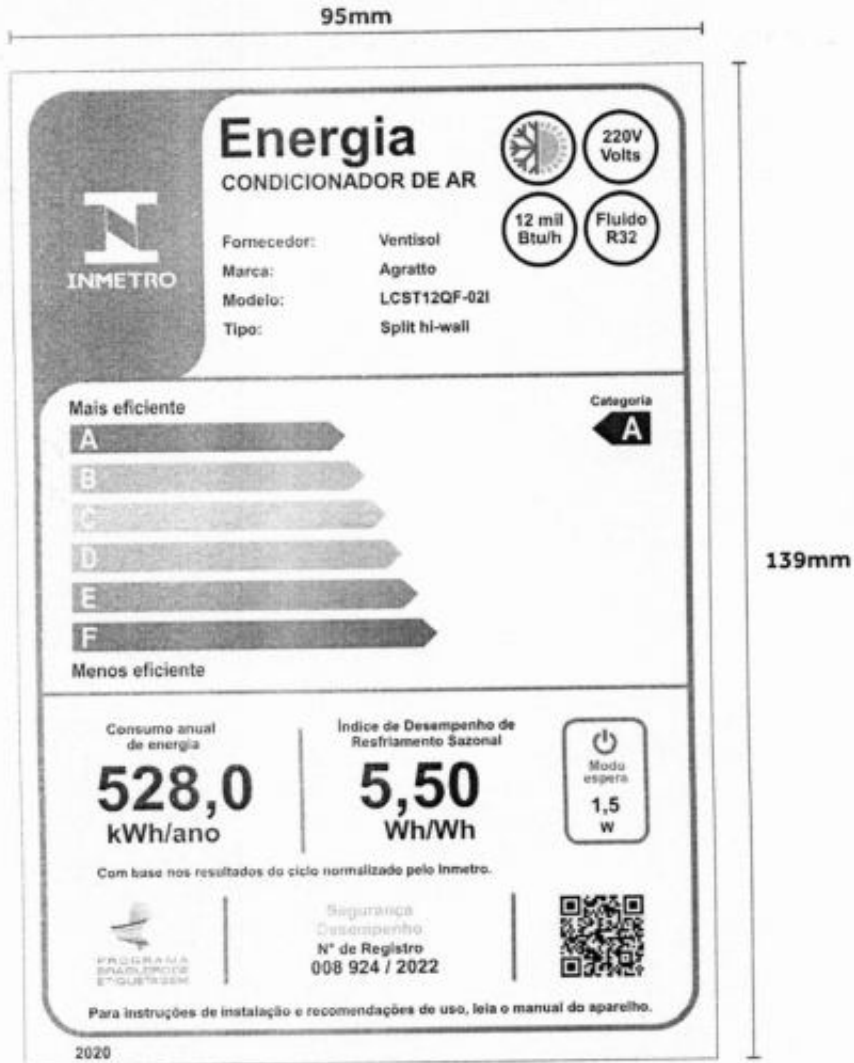 95mm
Energia
CONDICIONADOR DE AR
220V
Volts
12 mil
Btu/h
Fluido
R32
INMETRO
Fornecedor: Ventisol
Marca: Agratto
Modelo: LCST12QF-02I
Tipo: Split hi-wall
Mais eficiente
Categoria
A
A
B
C
D
E
F
Menos eficiente
139mm
Consumo anual
de energia
528,0
kWh/ano
Índice de Desempenho de
Resfriamento Sazonal
5,50
Wh/Wh
Modo
espera
1,5
W
Com base nos resultados do ciclo normalizado pelo Inmetro.
PROGRAMA
BRASILEIRO DE
ETIQUETAGEM
Segurança
Desempenho
N° de Registro
008 924 / 2022
Para instruções de instalação e recomendações de uso, leia o manual do aparelho.
2020